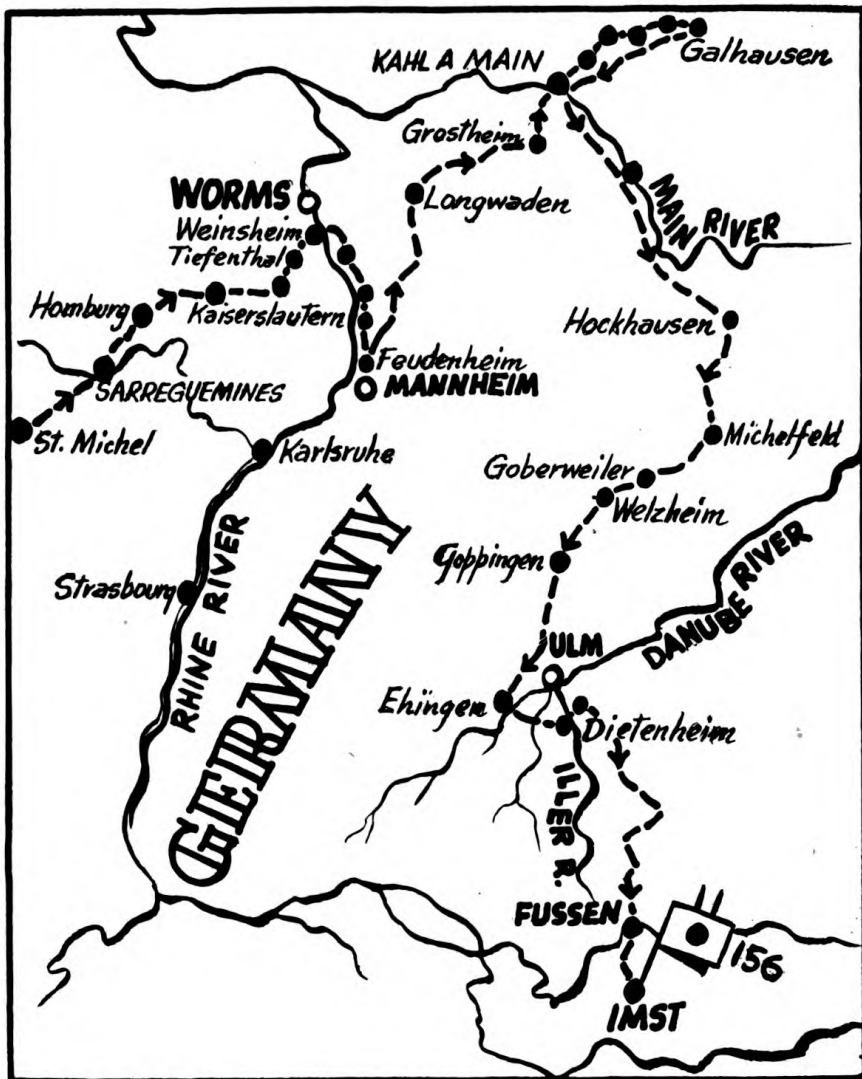 KAHL A MAIN
Galhausen
Grostheim
WORMS
Longwaden
MAIN RIVER
Weinsheim
Tiefenthal
Homburg
Kaiserslautern
Hockhausen
Feudenheim
SARREGUEMINES
MANNHEIM
St. Michel
Karlsruhe
Michelfeld
Goberweiler
Welzheim
Goppingen
Strasbourg
RHINE RIVER
GERMANY
DANUBE RIVER
ULM
Ehingen
Dietenheim
ILLER R.
FUSSEN
156
IMST